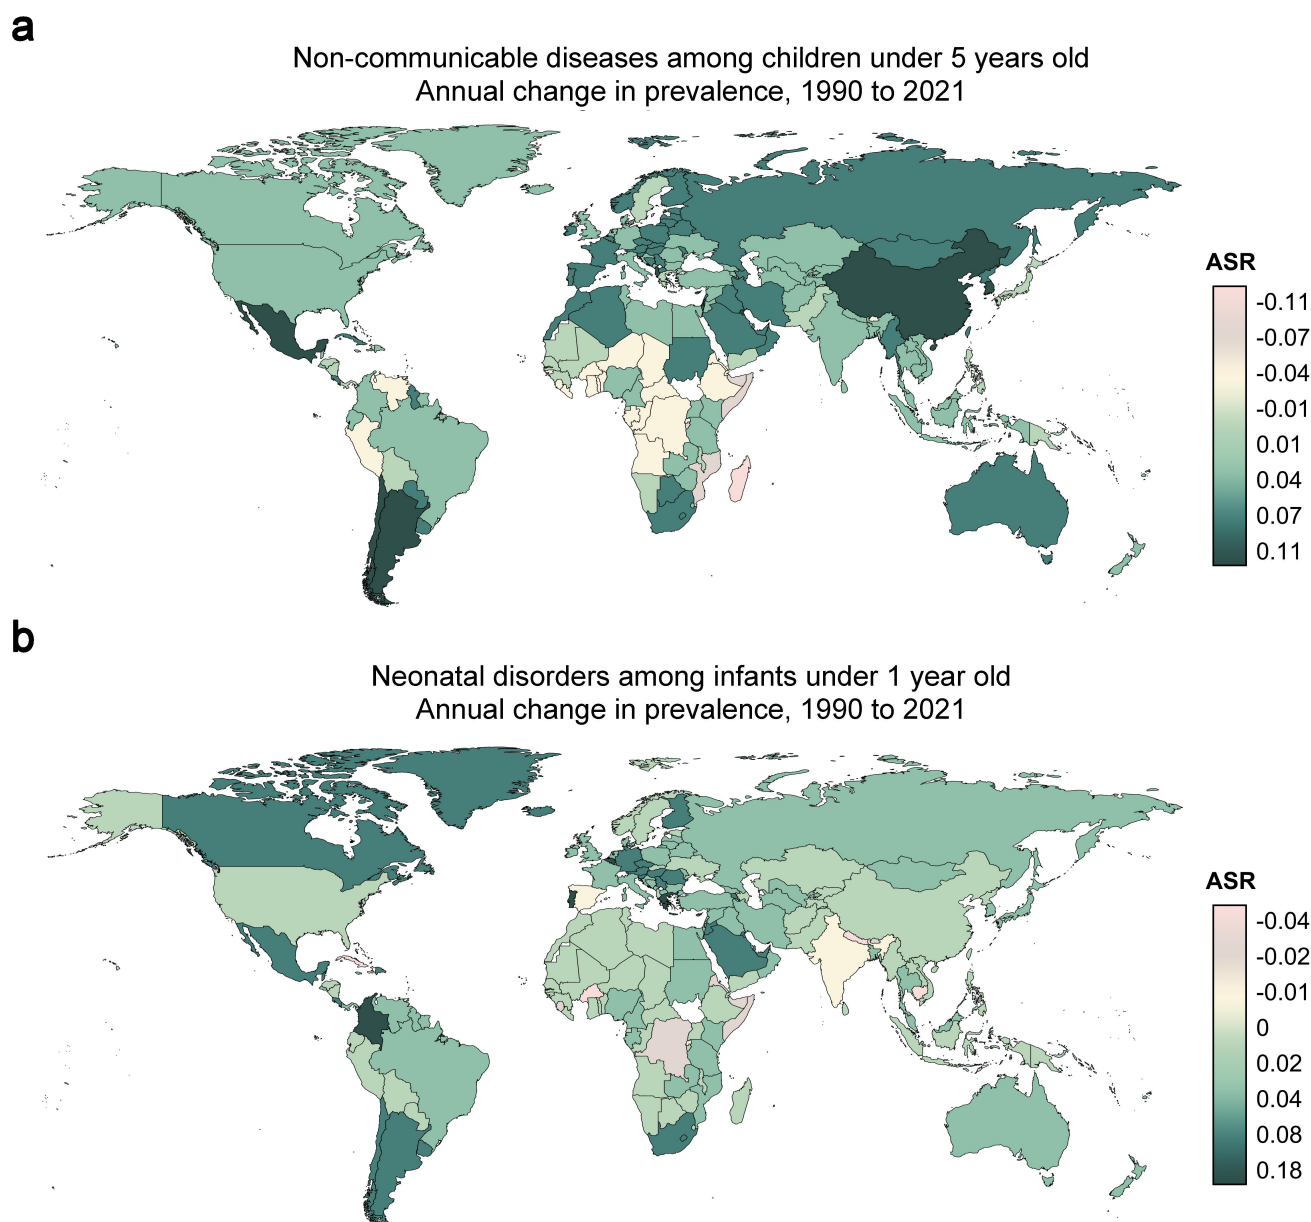 a
Non-communicable diseases among children under 5 years old
Annual change in prevalence, 1990 to 2021
ASR
-0.11
-0.07
-0.04
-0.01
0.01
0.04
0.07
0.11
b
Neonatal disorders among infants under 1 year old
Annual change in prevalence, 1990 to 2021
ASR
-0.04
-0.02
-0.01
0
0.02
0.04
0.08
0.18